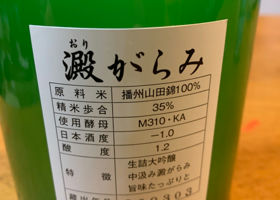 おり
澱がらみ
原料米 播州山田錦100%
精米歩合 35%
使用酵母 M310・KA
日本酒度 -1.0
酸度 1.2
特徴 生詰大吟醸
中汲み澱がらみ
旨味たっぷりと